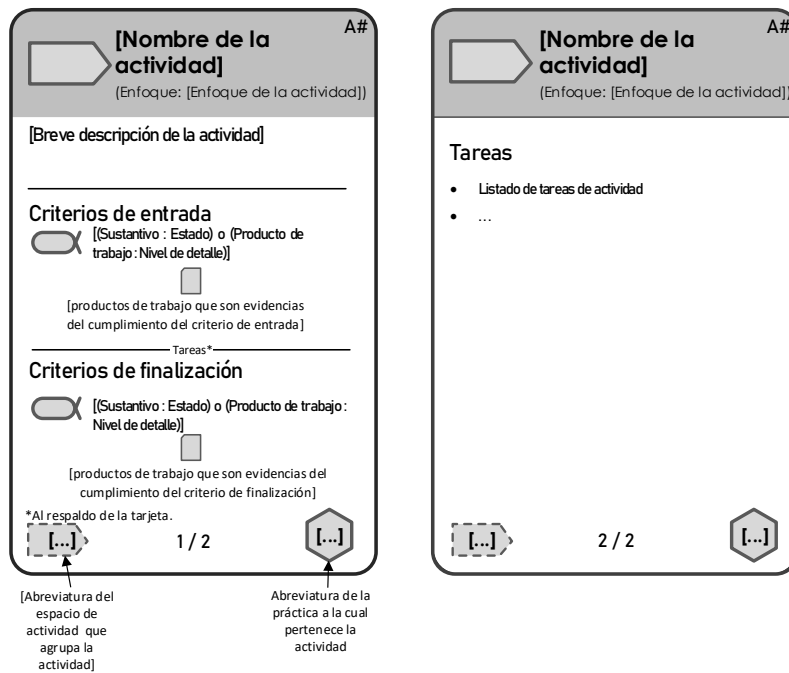 A#
[Nombre de la
actividad]
(Enfoque: [Enfoque de la actividad])
[Breve descripción de la actividad]
Criterios de entrada
[(Sustantivo : Estado) o (Producto de
trabajo : Nivel de detalle)]
[productos de trabajo que son evidencias
del cumplimiento del criterio de entrada]
Tareas*
Criterios de finalización
[(Sustantivo : Estado) o (Producto de trabajo :
Nivel de detalle)]
[productos de trabajo que son evidencias del
cumplimiento del criterio de finalización]
*Al respaldo de la tarjeta.
[...]
1 / 2
[...]
[Abreviatura del
espacio de
actividad que
agrupa la
actividad]
Abreviatura de la
práctica a la cual
pertenece la
actividad
A#
[Nombre de la
actividad]
(Enfoque: [Enfoque de la actividad])
Tareas
• Listado de tareas de actividad
• ...
[...]
2 / 2
[...]